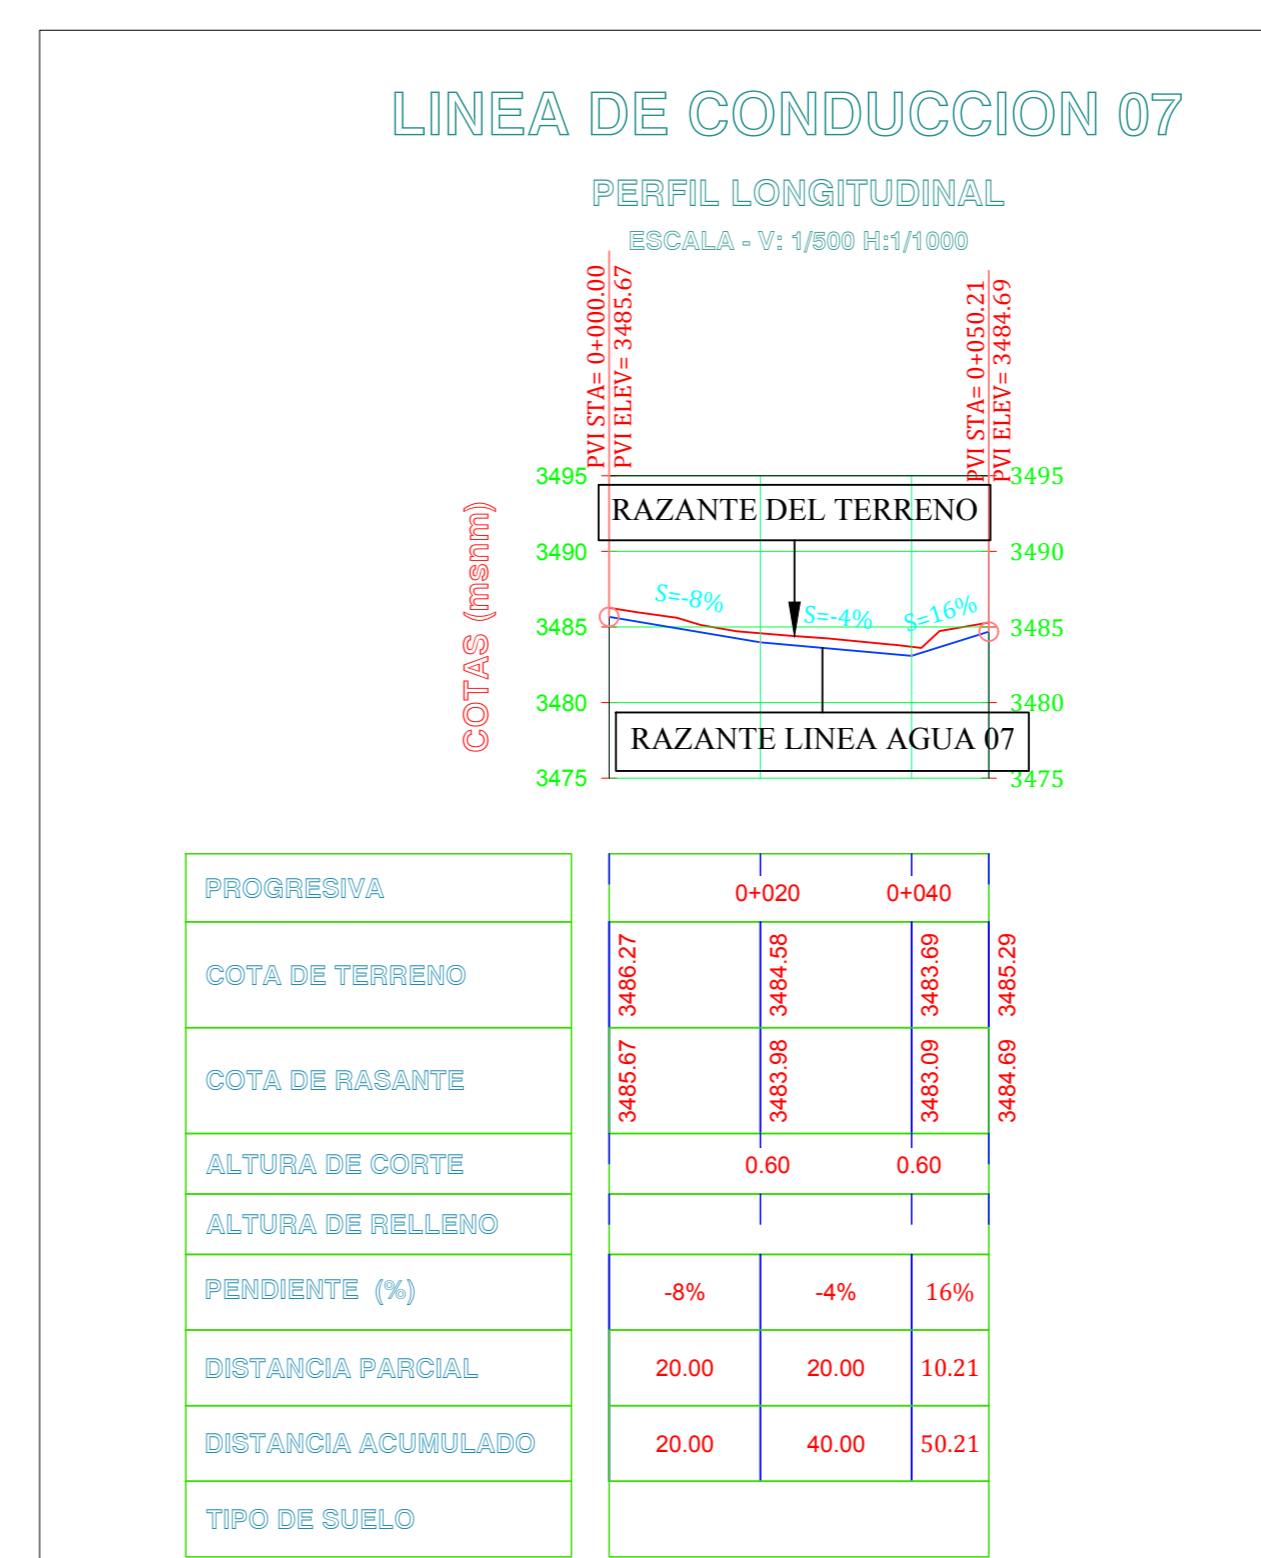 LINEA DE CONDUCCION 07
PERFIL LONGITUDINAL
ESCALA - V: 1/500 H:1/1000
PVI STA= 0+000.00
PVI ELEV= 3485.67
PVI STA= 0+050.21
PVI ELEV= 3484.69
COTAS (msnm)
3495 3495
RAZANTE DEL TERRENO
3490 3490
S=-8% S=-4% S=16%
3485 3485
3480 3480
RAZANTE LINEA AGUA 07
3475 3475
PROGRESIVA 0+020 0+040
COTA DE TERRENO 3486.27 3484.58 3483.69 3485.29
COTA DE RASANTE 3485.67 3483.98 3483.09 3484.69
ALTURA DE CORTE 0.60 0.60
ALTURA DE RELLENO
PENDIENTE (%) -8% -4% 16%
DISTANCIA PARCIAL 20.00 20.00 10.21
DISTANCIA ACUMULADO 20.00 40.00 50.21
TIPO DE SUELO